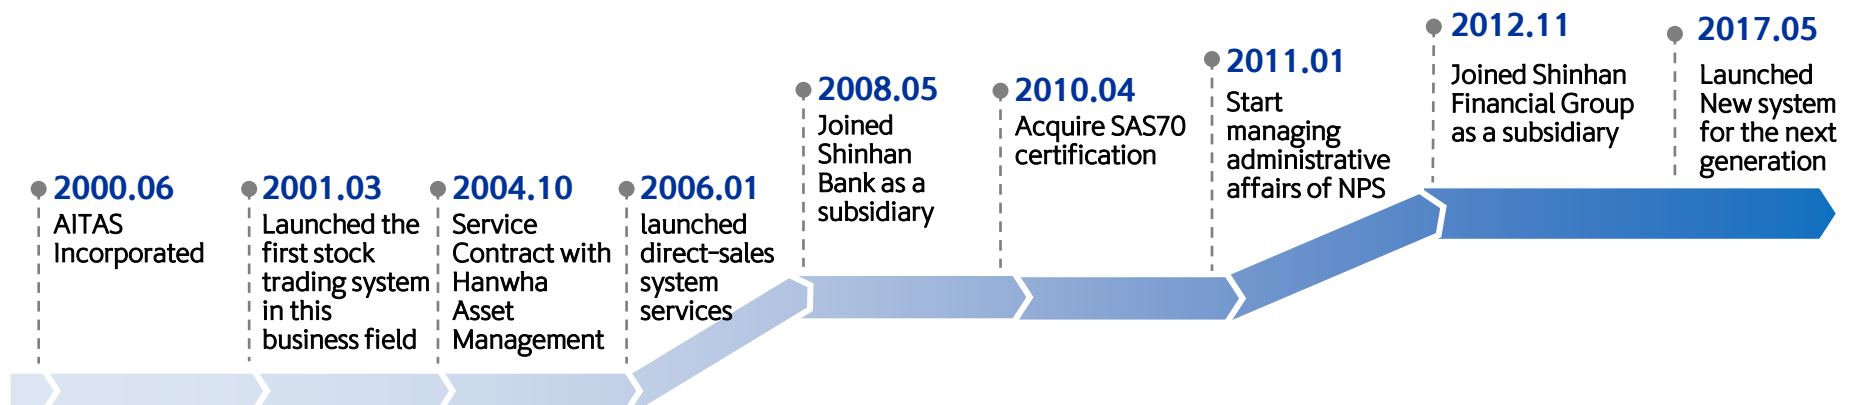 2000.06
AITAS
Incorporated
2001.03
Launched the
first stock
trading system
in this
business field
2004.10
Service
Contract with
Hanwha
Asset
Management
2006.01
launched
direct-sales
system
services
2008.05
Joined
Shinhan
Bank as a
subsidiary
2010.04
Acquire SAS70
certification
2011.01
Start
managing
administrative
affairs of NPS
2012.11
Joined Shinhan
Financial Group
as a subsidiary
2017.05
Launched
New system
for the next
generation